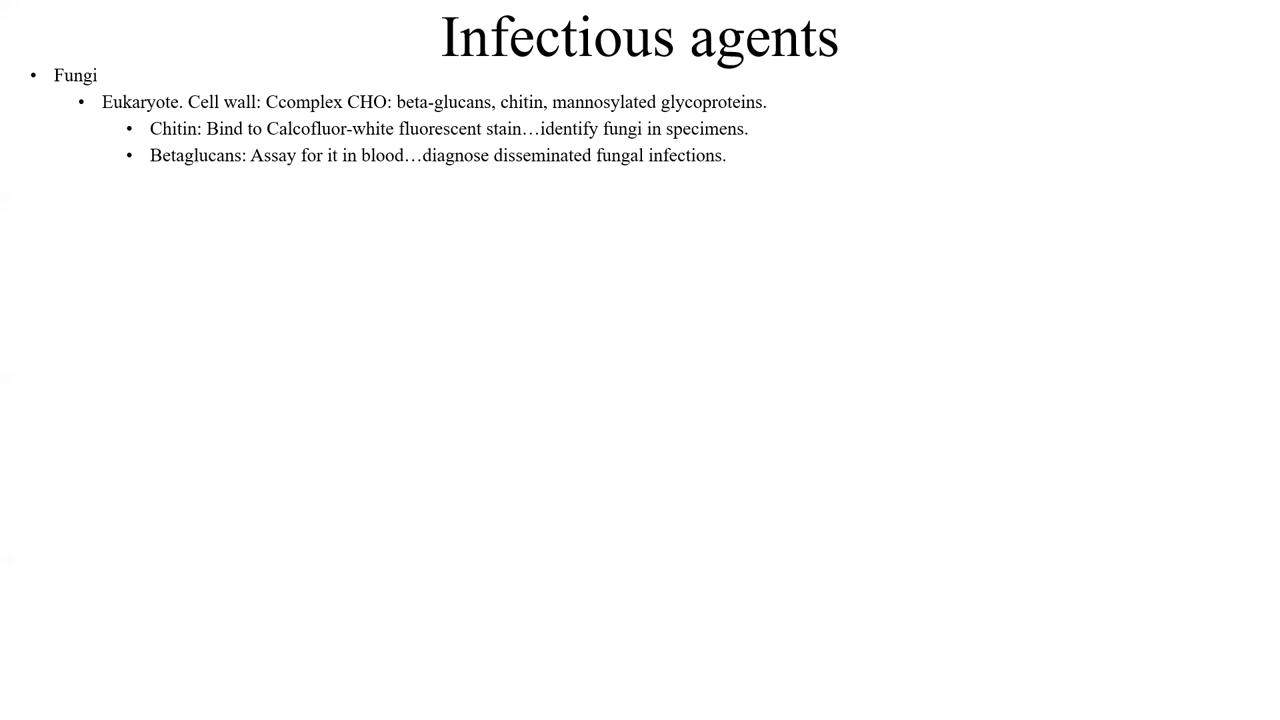 Infectious agents
• Fungi
• Eukaryote. Cell wall: Ccomplex CHO: beta-glucans, chitin, mannosylated glycoproteins.
• Chitin: Bind to Calcofluor-white fluorescent stain…identify fungi in specimens.
• Betaglucans: Assay for it in blood…diagnose disseminated fungal infections.